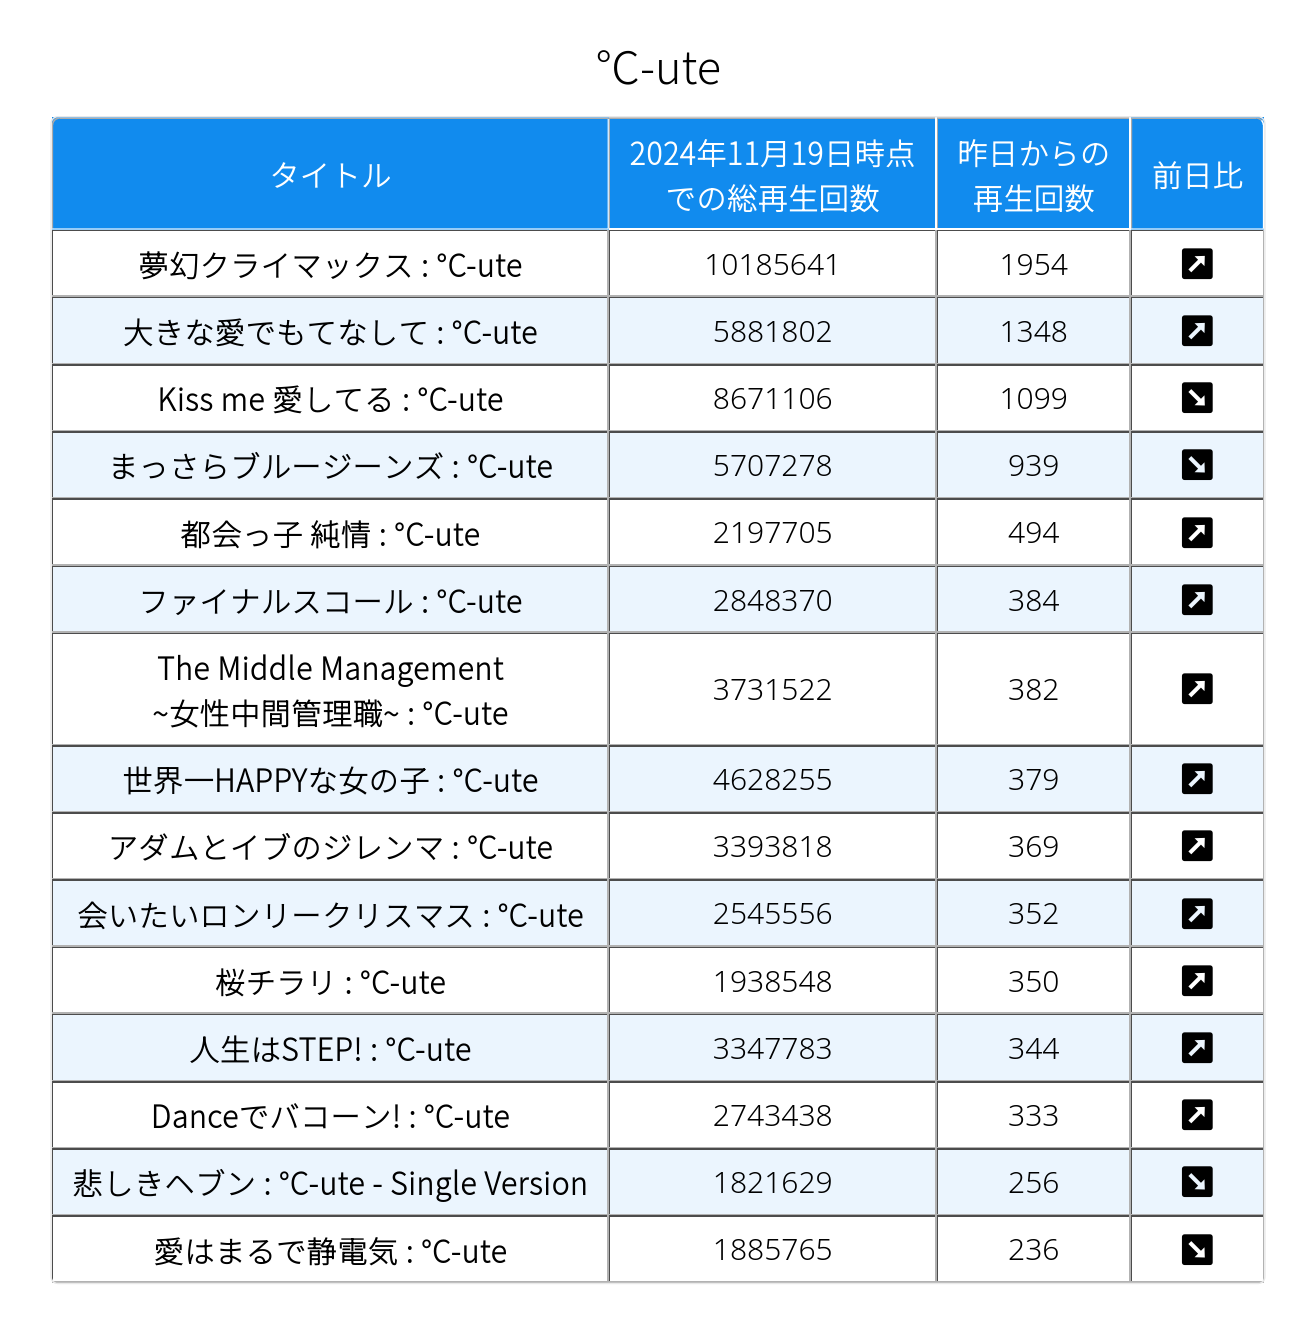 ℃-ute
タイトル
2024年11月19日時点
での総再生回数
昨日からの
再生回数
前日比
夢幻クライマックス : ℃-ute 10185641 1954 ↗
大きな愛でもてなして : ℃-ute 5881802 1348 ↗
Kiss me 愛してる : ℃-ute 8671106 1099 ↘
まっさらブルージーンズ : ℃-ute 5707278 939 ↘
都会っ子 純情 : ℃-ute 2197705 494 ↗
ファイナルスコール : ℃-ute 2848370 384 ↗
The Middle Management
~女性中間管理職~ : ℃-ute 3731522 382 ↗
世界一HAPPYな女の子 : ℃-ute 4628255 379 ↗
アダムとイブのジレンマ : ℃-ute 3393818 369 ↗
会いたいロンリークリスマス : ℃-ute 2545556 352 ↗
桜チラリ : ℃-ute 1938548 350 ↗
人生はSTEP! : ℃-ute 3347783 344 ↗
Danceでバコーン! : ℃-ute 2743438 333 ↗
悲しきヘブン : ℃-ute - Single Version 1821629 256 ↘
愛はまるで静電気 : ℃-ute 1885765 236 ↘